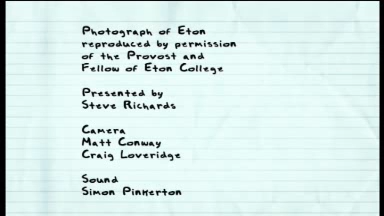 Photograph of Eton
reproduced by permission
of the Provost and
Fellow of Eton College
Presented by
Steve Richards
Camera
Matt Conway
Craig Loveridge
Sound
Simon Pinkerton